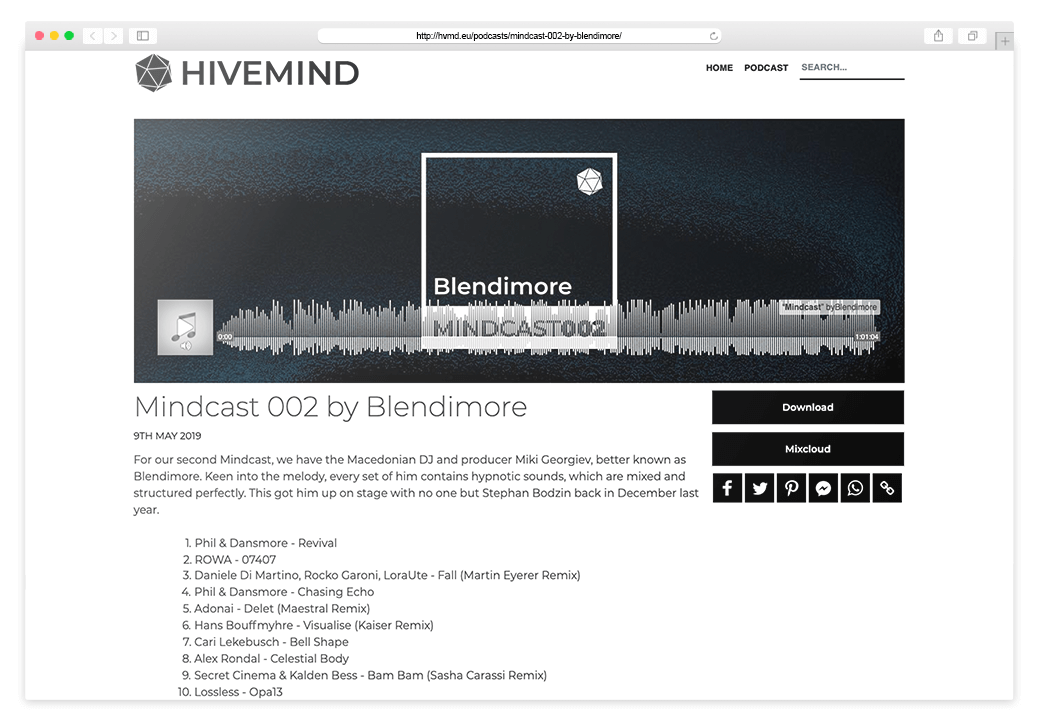 http://hvmd.eu/podcasts/mindcast-002-by-blendimore/
HIVEMIND
HOME PODCAST SEARCH...
Blendimore
"Mindcast" byBlendimore
MINDCAST002
0:00
1:01:04
Mindcast 002 by Blendimore
Download
9TH MAY 2019
Mixcloud
For our second Mindcast, we have the Macedonian DJ and producer Miki Georgiev, better known as
Blendimore. Keen into the melody, every set of him contains hypnotic sounds, which are mixed and
structured perfectly. This got him up on stage with no one but Stephan Bodzin back in December last
year.
1. Phil & Dansmore - Revival
2. ROWA - 07407
3. Daniele Di Martino, Rocko Garoni, LoraUte - Fall (Martin Eyerer Remix)
4. Phil & Dansmore - Chasing Echo
5. Adonai - Delet (Maestral Remix)
6. Hans Bouffmyhre - Visualise (Kaiser Remix)
7. Cari Lekebusch - Bell Shape
8. Alex Rondal - Celestial Body
9. Secret Cinema & Kalden Bess - Bam Bam (Sasha Carassi Remix)
10. Lossless - Opa13